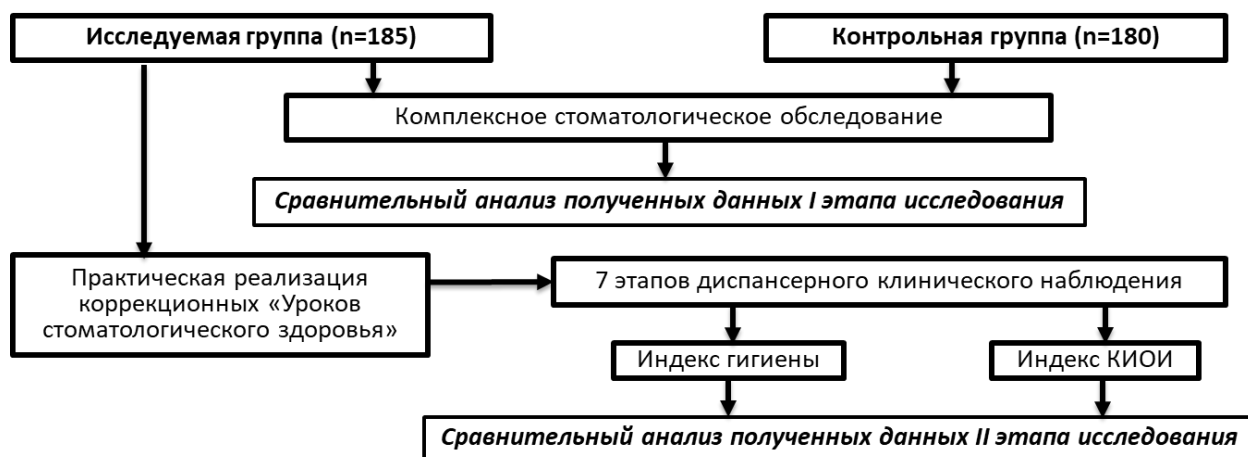 Исследуемая группа (n=185)
Контрольная группа (n=180)
Комплексное стоматологическое обследование
Сравнительный анализ полученных данных I этапа исследования
Практическая реализация
коррекционных «Уроков
стоматологического здоровья»
7 этапов диспансерного клинического наблюдения
Индекс гигиены
Индекс КИОИ
Сравнительный анализ полученных данных II этапа исследования